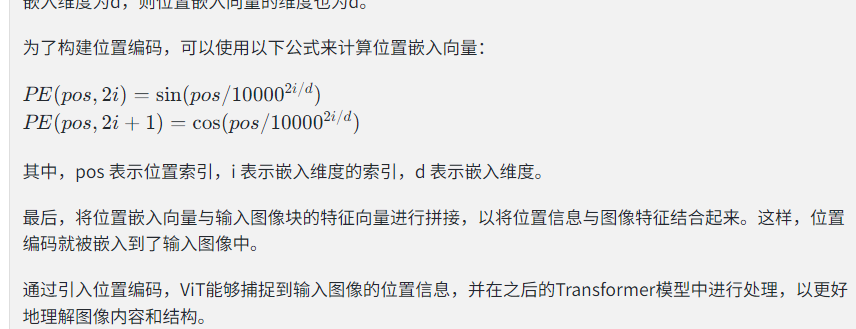 嵌入维度为d，则位置嵌入向量的维度也为d。
为了构建位置编码，可以使用以下公式来计算位置嵌入向量：
PE(pos, 2i) = sin(pos/10000^{2i/d})
PE(pos, 2i + 1) = cos(pos/10000^{2i/d})
其中，pos 表示位置索引，i 表示嵌入维度的索引，d 表示嵌入维度。
最后，将位置嵌入向量与输入图像块的特征向量进行拼接，以将位置信息与图像特征结合起来。这样，位置
编码就被嵌入到了输入图像中。
通过引入位置编码，ViT能够捕捉到输入图像的位置信息，并在之后的Transformer模型中进行处理，以更好
地理解图像内容和结构。